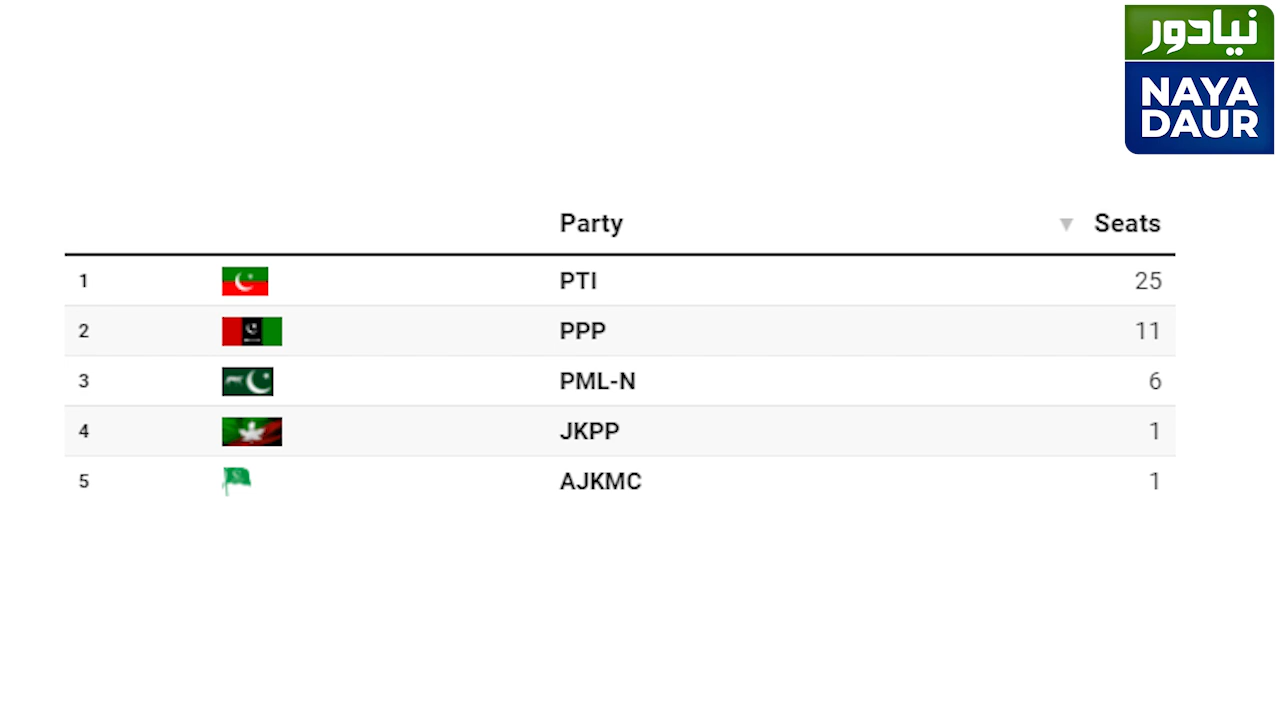 نیادور
NAYA
DAUR
Party ▼ Seats
1 PTI 25
2 PPP 11
3 PML-N 6
4 JKPP 1
5 AJKMC 1